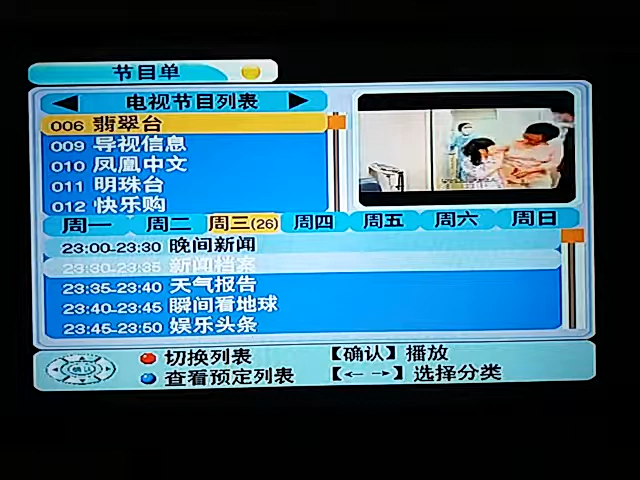 节目单
电视节目列表
006 翡翠台
009 导视信息
010 凤凰中文
011 明珠台
012 快乐购
周一 周二 周三(26) 周四 周五 周六 周日
23:00-23:30 晚间新闻
23:30-23:35 新闻档案
23:35-23:40 天气报告
23:40-23:45 瞬间看地球
23:45-23:50 娱乐头条
切换列表 【确认】播放
查看预定列表 【←→】选择分类